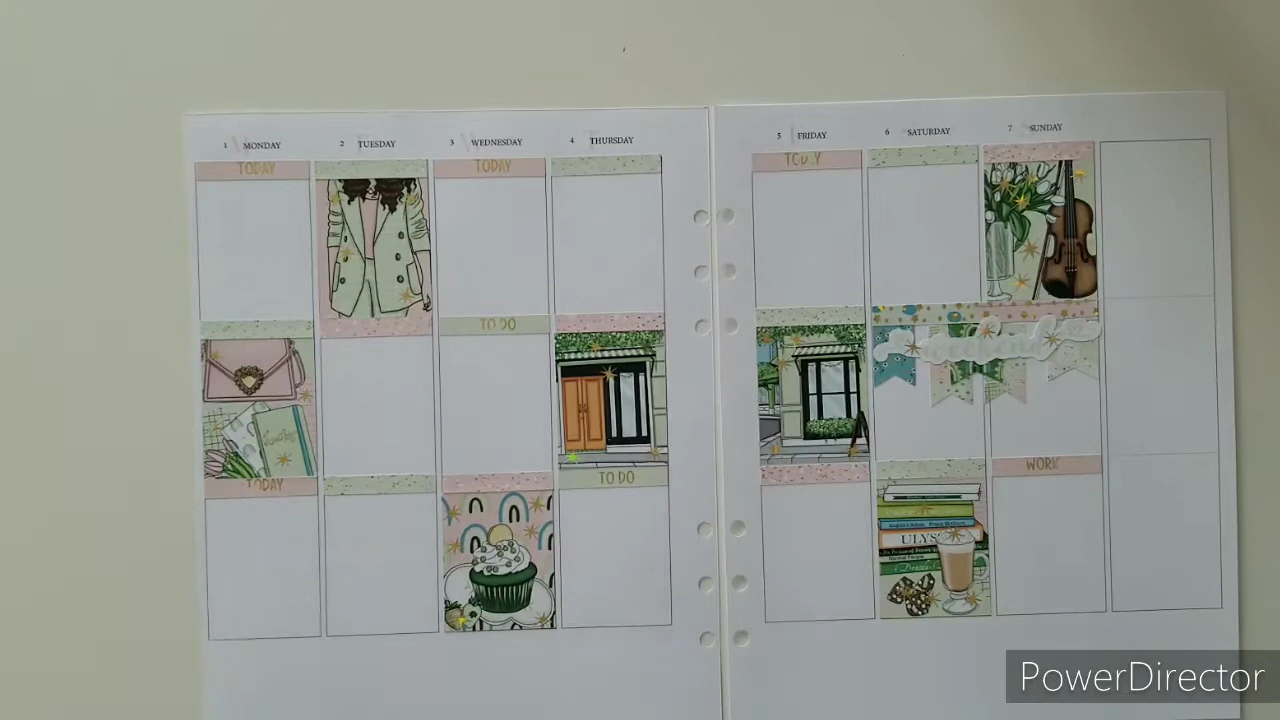 1 MONDAY
2 TUESDAY
3 WEDNESDAY
4 THURSDAY
5 FRIDAY
6 SATURDAY
7 SUNDAY
TODAY
TODAY
TODAY
TO DO
TODAY
TO DO
WORK
ULYSS
PowerDirector